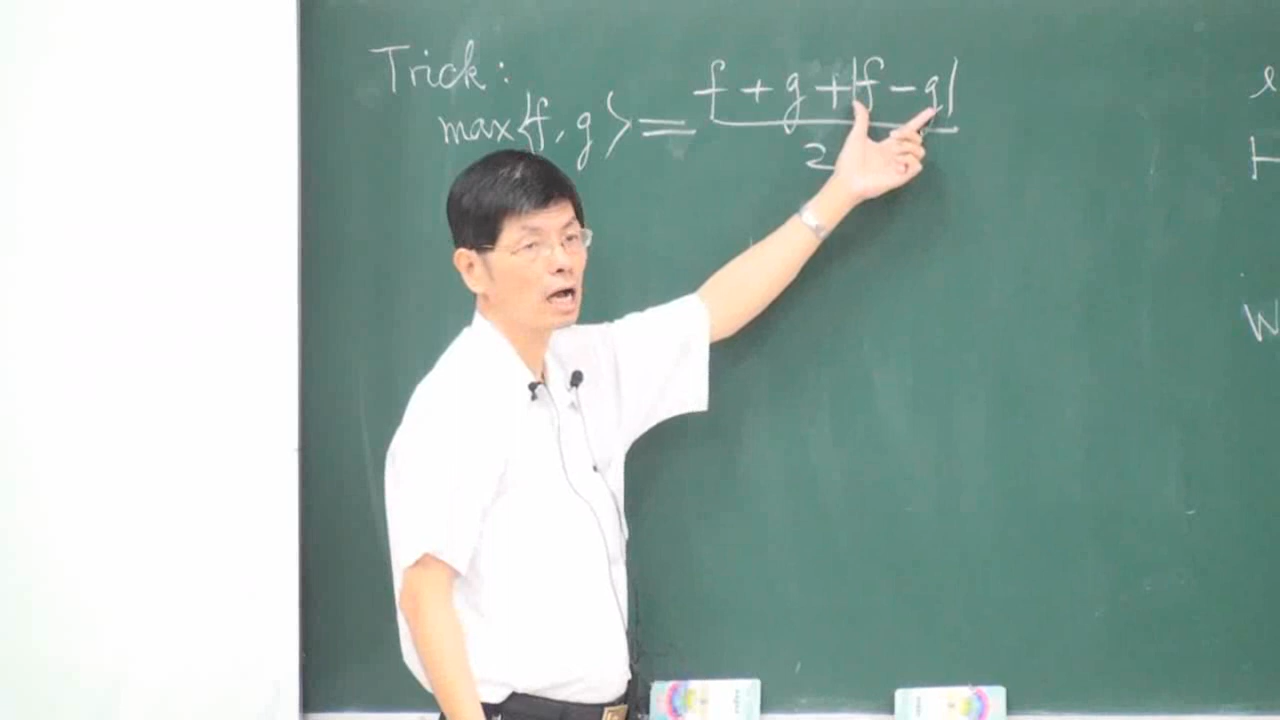 Trick:
max{f, g} = f + g + |f - g|
2